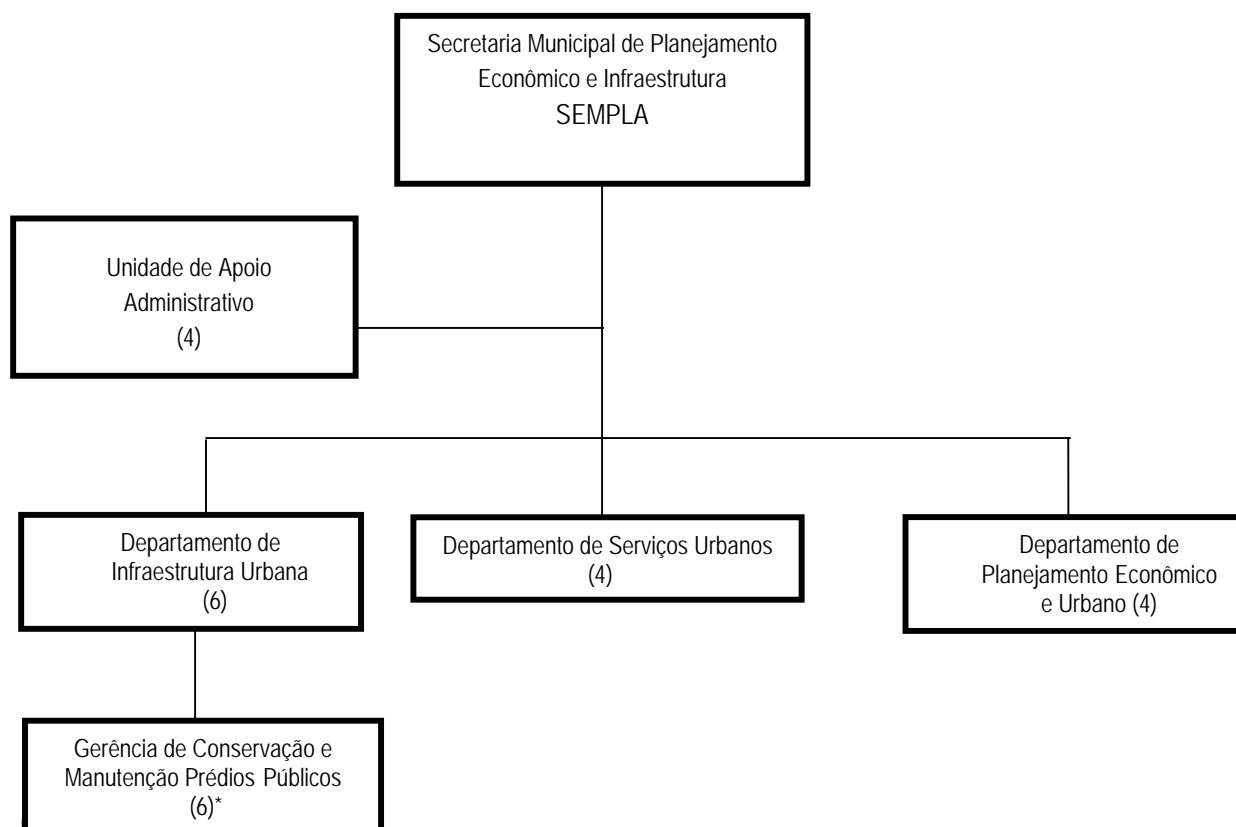 Secretaria Municipal de Planejamento
Econômico e Infraestrutura
SEMPLA
Unidade de Apoio
Administrativo
(4)
Departamento de
Infraestrutura Urbana
(6)
Departamento de Serviços Urbanos
(4)
Departamento de
Planejamento Econômico
e Urbano (4)
Gerência de Conservação e
Manutenção Prédios Públicos
(6)*